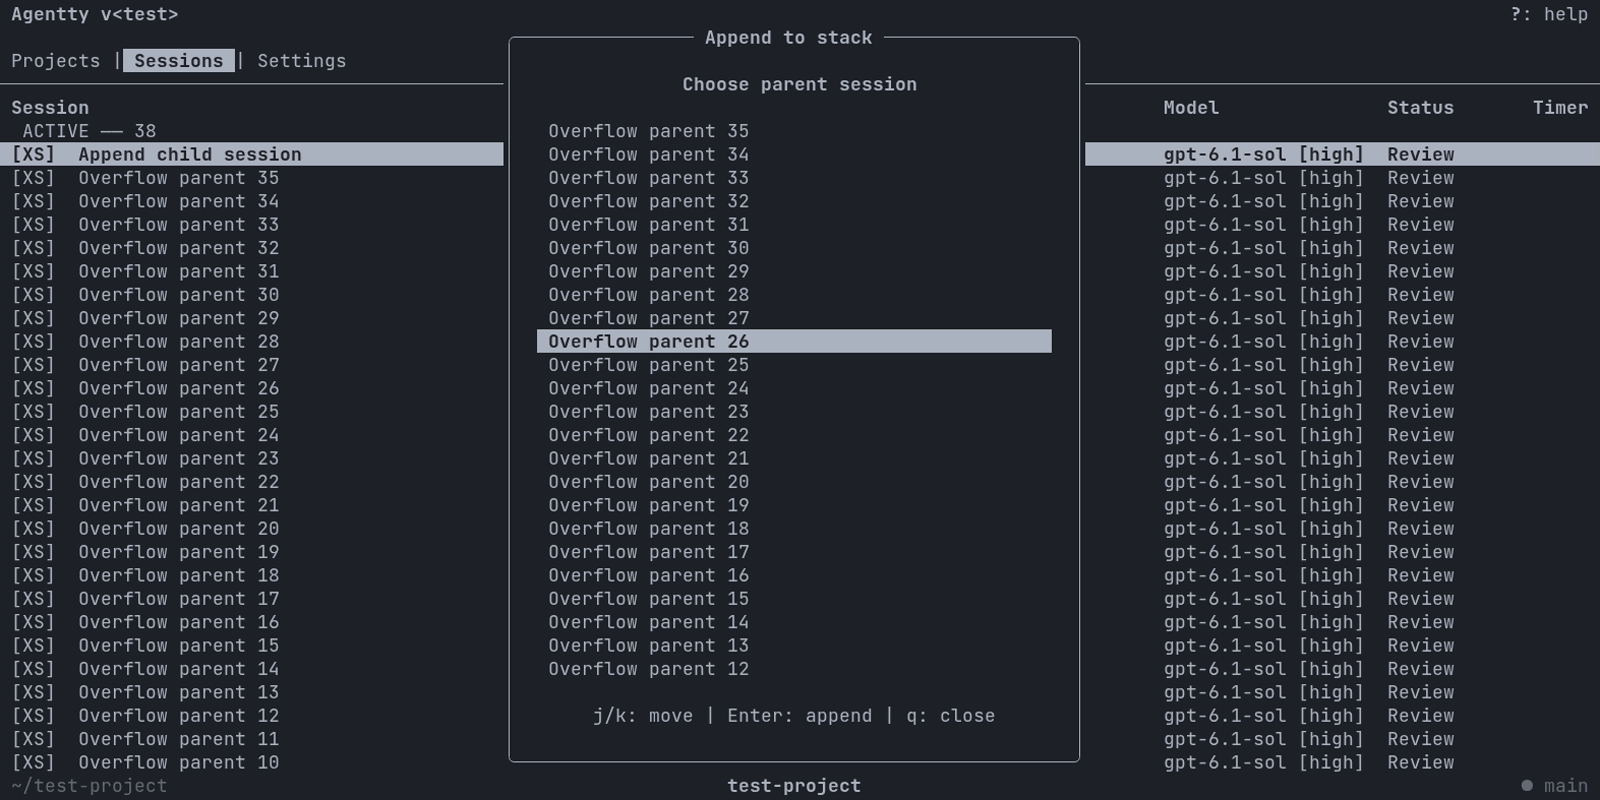 Agentty v<test> ?: help
Append to stack
Projects | Sessions | Settings
Choose parent session
Session Model Status Timer
ACTIVE —— 38 Overflow parent 35
[XS] Append child session Overflow parent 34 gpt-6.1-sol [high] Review
[XS] Overflow parent 35 Overflow parent 33 gpt-6.1-sol [high] Review
[XS] Overflow parent 34 Overflow parent 32 gpt-6.1-sol [high] Review
[XS] Overflow parent 33 Overflow parent 31 gpt-6.1-sol [high] Review
[XS] Overflow parent 32 Overflow parent 30 gpt-6.1-sol [high] Review
[XS] Overflow parent 31 Overflow parent 29 gpt-6.1-sol [high] Review
[XS] Overflow parent 30 Overflow parent 28 gpt-6.1-sol [high] Review
[XS] Overflow parent 29 Overflow parent 27 gpt-6.1-sol [high] Review
[XS] Overflow parent 28 Overflow parent 26 gpt-6.1-sol [high] Review
[XS] Overflow parent 27 Overflow parent 25 gpt-6.1-sol [high] Review
[XS] Overflow parent 26 Overflow parent 24 gpt-6.1-sol [high] Review
[XS] Overflow parent 25 Overflow parent 23 gpt-6.1-sol [high] Review
[XS] Overflow parent 24 Overflow parent 22 gpt-6.1-sol [high] Review
[XS] Overflow parent 23 Overflow parent 21 gpt-6.1-sol [high] Review
[XS] Overflow parent 22 Overflow parent 20 gpt-6.1-sol [high] Review
[XS] Overflow parent 21 Overflow parent 19 gpt-6.1-sol [high] Review
[XS] Overflow parent 20 Overflow parent 18 gpt-6.1-sol [high] Review
[XS] Overflow parent 19 Overflow parent 17 gpt-6.1-sol [high] Review
[XS] Overflow parent 18 Overflow parent 16 gpt-6.1-sol [high] Review
[XS] Overflow parent 17 Overflow parent 15 gpt-6.1-sol [high] Review
[XS] Overflow parent 16 Overflow parent 14 gpt-6.1-sol [high] Review
[XS] Overflow parent 15 Overflow parent 13 gpt-6.1-sol [high] Review
[XS] Overflow parent 14 Overflow parent 12 gpt-6.1-sol [high] Review
[XS] Overflow parent 13 gpt-6.1-sol [high] Review
[XS] Overflow parent 12 j/k: move | Enter: append | q: close gpt-6.1-sol [high] Review
[XS] Overflow parent 11 gpt-6.1-sol [high] Review
[XS] Overflow parent 10 gpt-6.1-sol [high] Review
~/test-project test-project ● main